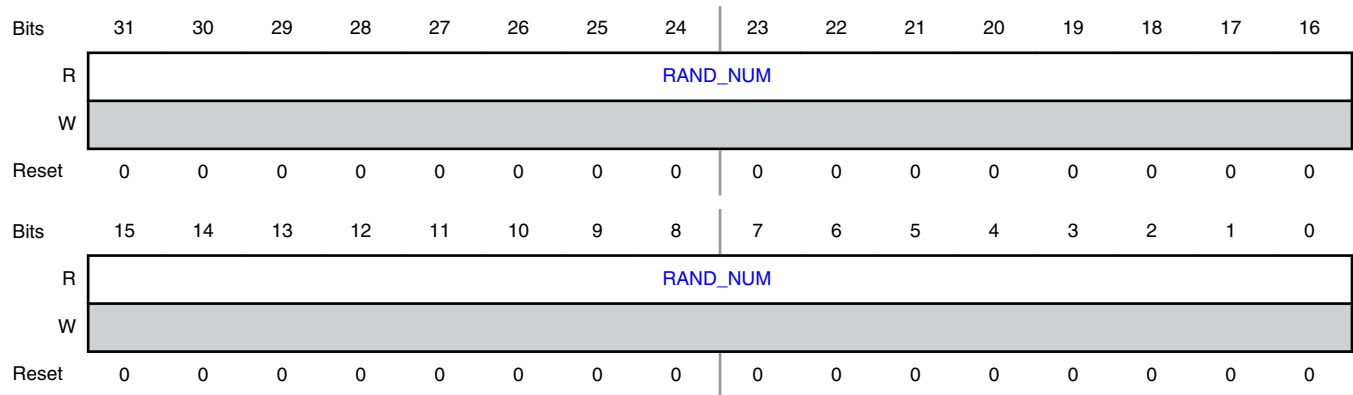 Bits 31 30 29 28 27 26 25 24 23 22 21 20 19 18 17 16
R RAND_NUM
W
Reset 0 0 0 0 0 0 0 0 0 0 0 0 0 0 0 0
Bits 15 14 13 12 11 10 9 8 7 6 5 4 3 2 1 0
R RAND_NUM
W
Reset 0 0 0 0 0 0 0 0 0 0 0 0 0 0 0 0